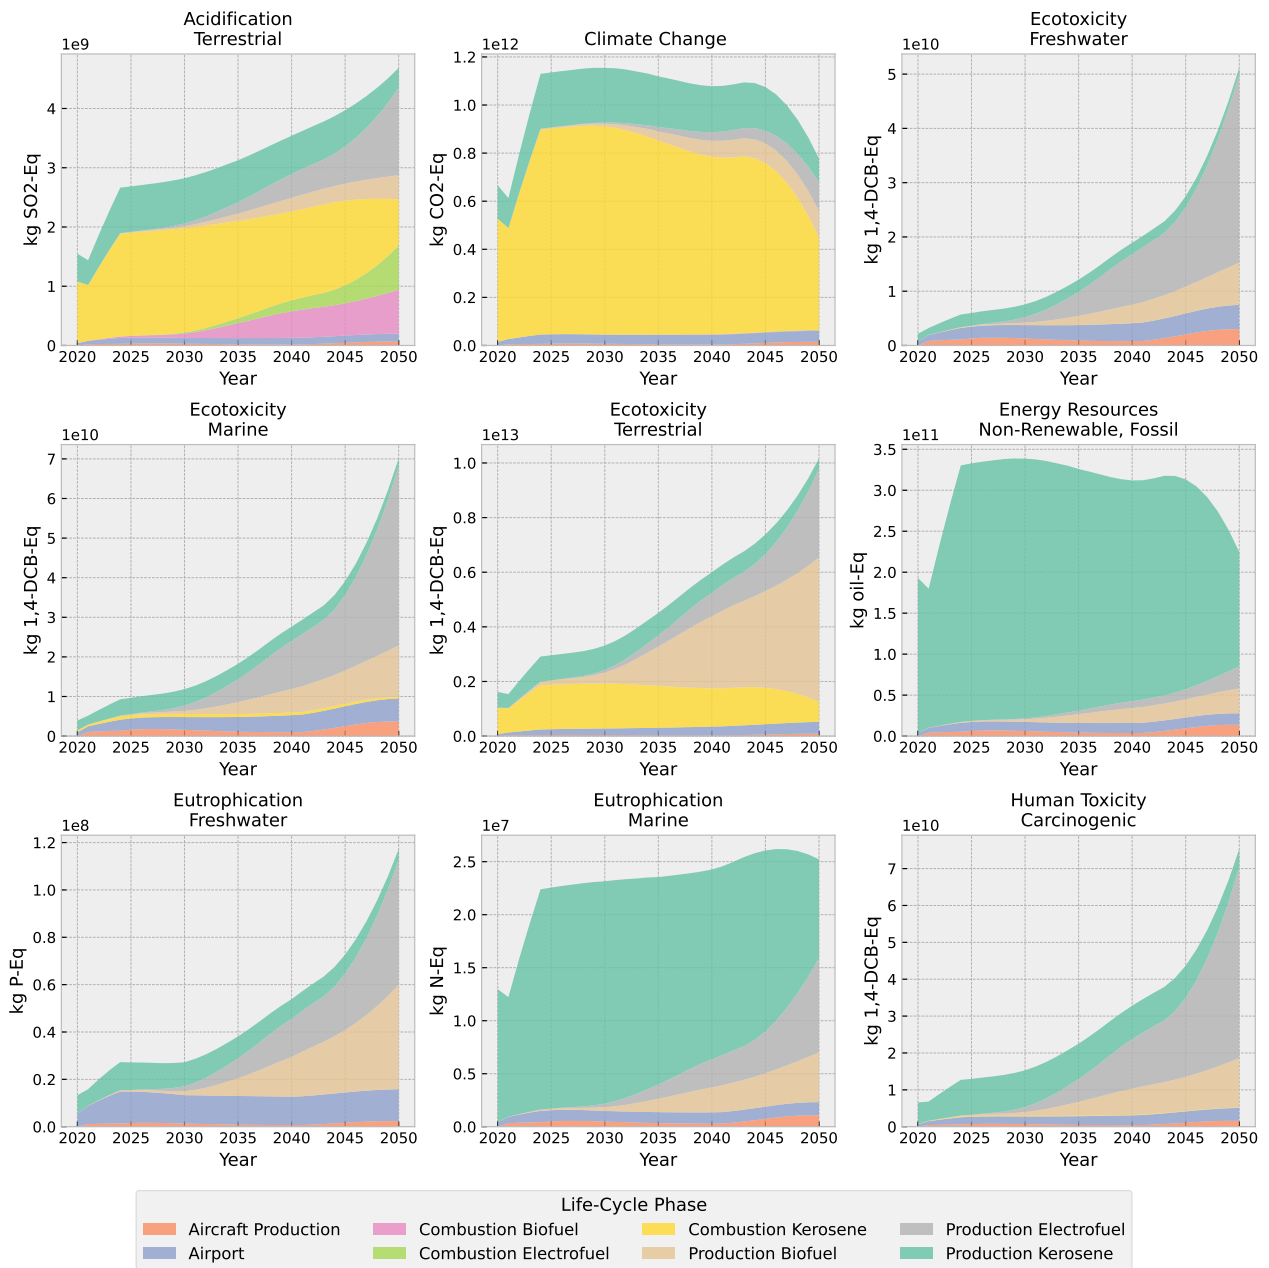 Acidification
Terrestrial
1e9
kg SO2-Eq
4
3
2
1
0
2020 2025 2030 2035 2040 2045 2050
Year
Climate Change
1e12
kg CO2-Eq
1.2
1.0
0.8
0.6
0.4
0.2
0.0
2020 2025 2030 2035 2040 2045 2050
Year
Ecotoxicity
Freshwater
1e10
kg 1,4-DCB-Eq
5
4
3
2
1
0
2020 2025 2030 2035 2040 2045 2050
Year
Ecotoxicity
Marine
1e10
kg 1,4-DCB-Eq
7
6
5
4
3
2
1
0
2020 2025 2030 2035 2040 2045 2050
Year
Ecotoxicity
Terrestrial
1e13
kg 1,4-DCB-Eq
1.0
0.8
0.6
0.4
0.2
0.0
2020 2025 2030 2035 2040 2045 2050
Year
Energy Resources
Non-Renewable, Fossil
1e11
kg oil-Eq
3.5
3.0
2.5
2.0
1.5
1.0
0.5
0.0
2020 2025 2030 2035 2040 2045 2050
Year
Eutrophication
Freshwater
1e8
kg P-Eq
1.2
1.0
0.8
0.6
0.4
0.2
0.0
2020 2025 2030 2035 2040 2045 2050
Year
Eutrophication
Marine
1e7
kg N-Eq
2.5
2.0
1.5
1.0
0.5
0.0
2020 2025 2030 2035 2040 2045 2050
Year
Human Toxicity
Carcinogenic
1e10
kg 1,4-DCB-Eq
7
6
5
4
3
2
1
0
2020 2025 2030 2035 2040 2045 2050
Year
Life-Cycle Phase
Aircraft Production
Airport
Combustion Biofuel
Combustion Electrofuel
Combustion Kerosene
Production Biofuel
Production Electrofuel
Production Kerosene